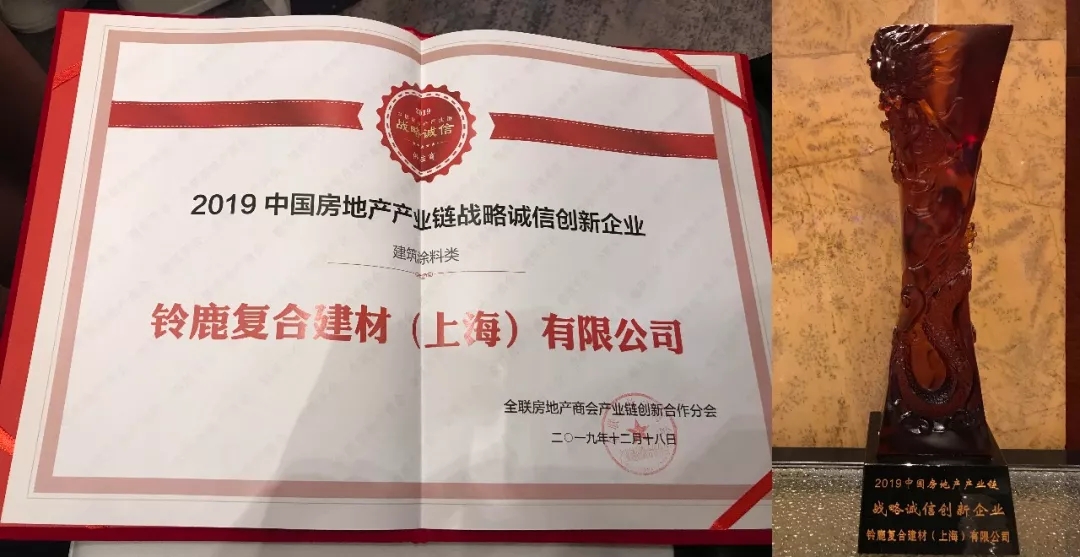 2019
战略诚信
2019 中国房地产产业链战略诚信创新企业
建筑涂料类
铃鹿复合建材（上海）有限公司
全联房地产商会产业链创新合作分会
二〇一九年十二月十八日
2019中国房地产产业链
战略诚信创新企业
铃鹿复合建材（上海）有限公司